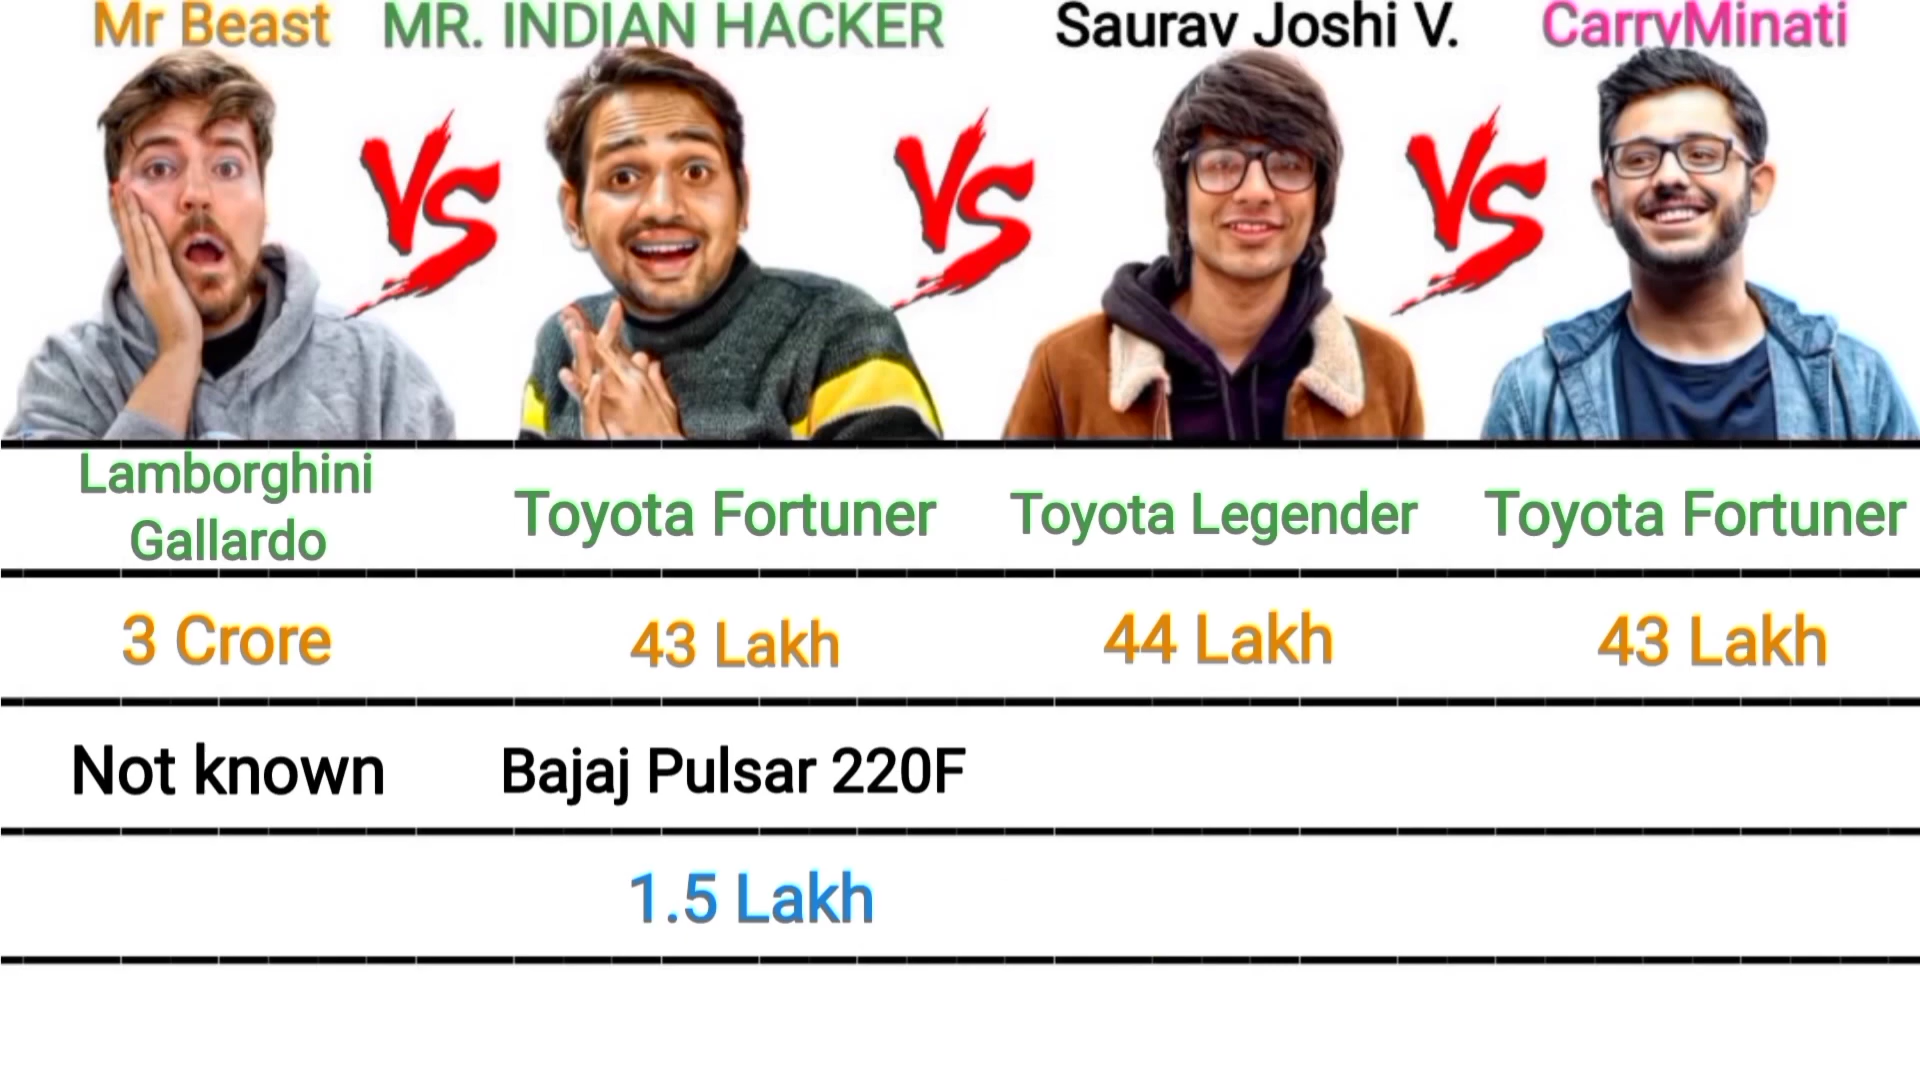 Mr Beast
MR. INDIAN HACKER
Saurav Joshi V.
CarryMinati
VS
VS
VS
Lamborghini
Gallardo
Toyota Fortuner
Toyota Legender
Toyota Fortuner
3 Crore
43 Lakh
44 Lakh
43 Lakh
Not known
Bajaj Pulsar 220F
1.5 Lakh